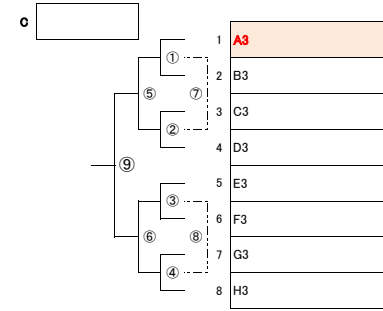 C
1 A3
①
2 B3
⑤ ⑦
3 C3
②
4 D3
⑨
5 E3
③
6 F3
⑥ ⑧
7 G3
④
8 H3